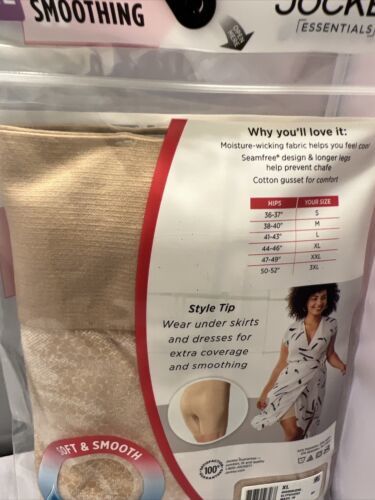 SMOOTHING
JOCKE
ESSENTIALS
Why you'll love it:
Moisture-wicking fabric helps you feel cool
Seamfree® design & longer legs
help prevent chafe
Cotton gusset for comfort
HIPS YOUR SIZE
36-37" S
38-40" M
41-43" L
44-46" XL
47-49" XXL
50-52" 3XL
Style Tip
Wear under skirts
and dresses for
extra coverage
and smoothing
SOFT & SMOOTH
100%
XL